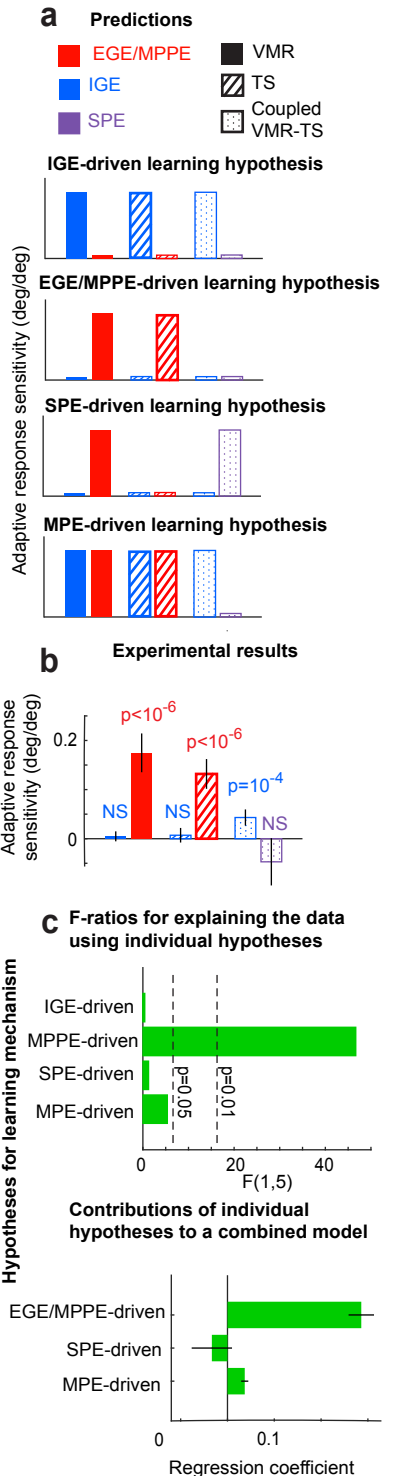 a Predictions
EGE/MPPE
VMR
IGE
TS
SPE
Coupled
VMR-TS
Adaptive response sensitivity (deg/deg)
IGE-driven learning hypothesis
EGE/MPPE-driven learning hypothesis
SPE-driven learning hypothesis
MPE-driven learning hypothesis
b Experimental results
Adaptive response
sensitivity (deg/deg)
0.2
0
NS
p<10-6
NS
p<10-6
p=10-4
NS
c F-ratios for explaining the data
using individual hypotheses
Hypotheses for learning mechanism
IGE-driven
MPPE-driven
SPE-driven
MPE-driven
p=0.05
p=0.01
0 20 40
F(1,5)
Contributions of individual
hypotheses to a combined model
EGE/MPPE-driven
SPE-driven
MPE-driven
0 0.1
Regression coefficient